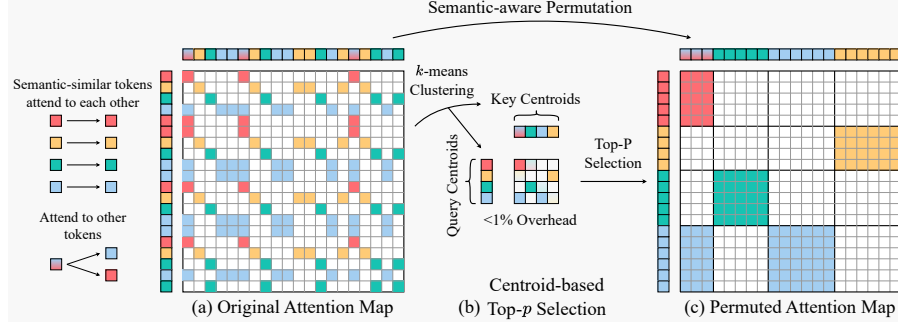 Semantic-aware Permutation
Semantic-similar tokens
attend to each other
Attend to other
tokens
(a) Original Attention Map
k-means
Clustering
Key Centroids
Query Centroids
<1% Overhead
Top-P
Selection
(b)
Centroid-based
Top-p Selection
(c) Permuted Attention Map